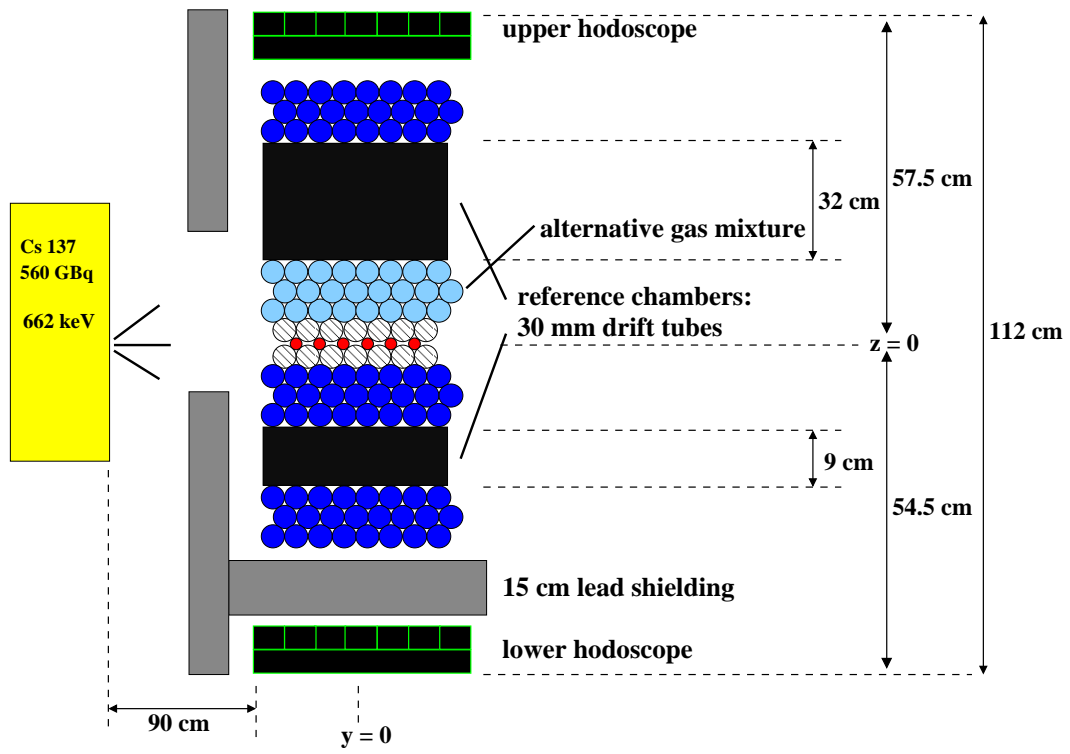 upper hodoscope
57.5 cm
32 cm
Cs 137
560 GBq
662 keV
alternative gas mixture
reference chambers:
30 mm drift tubes
z = 0
112 cm
9 cm
54.5 cm
15 cm lead shielding
lower hodoscope
90 cm
y = 0